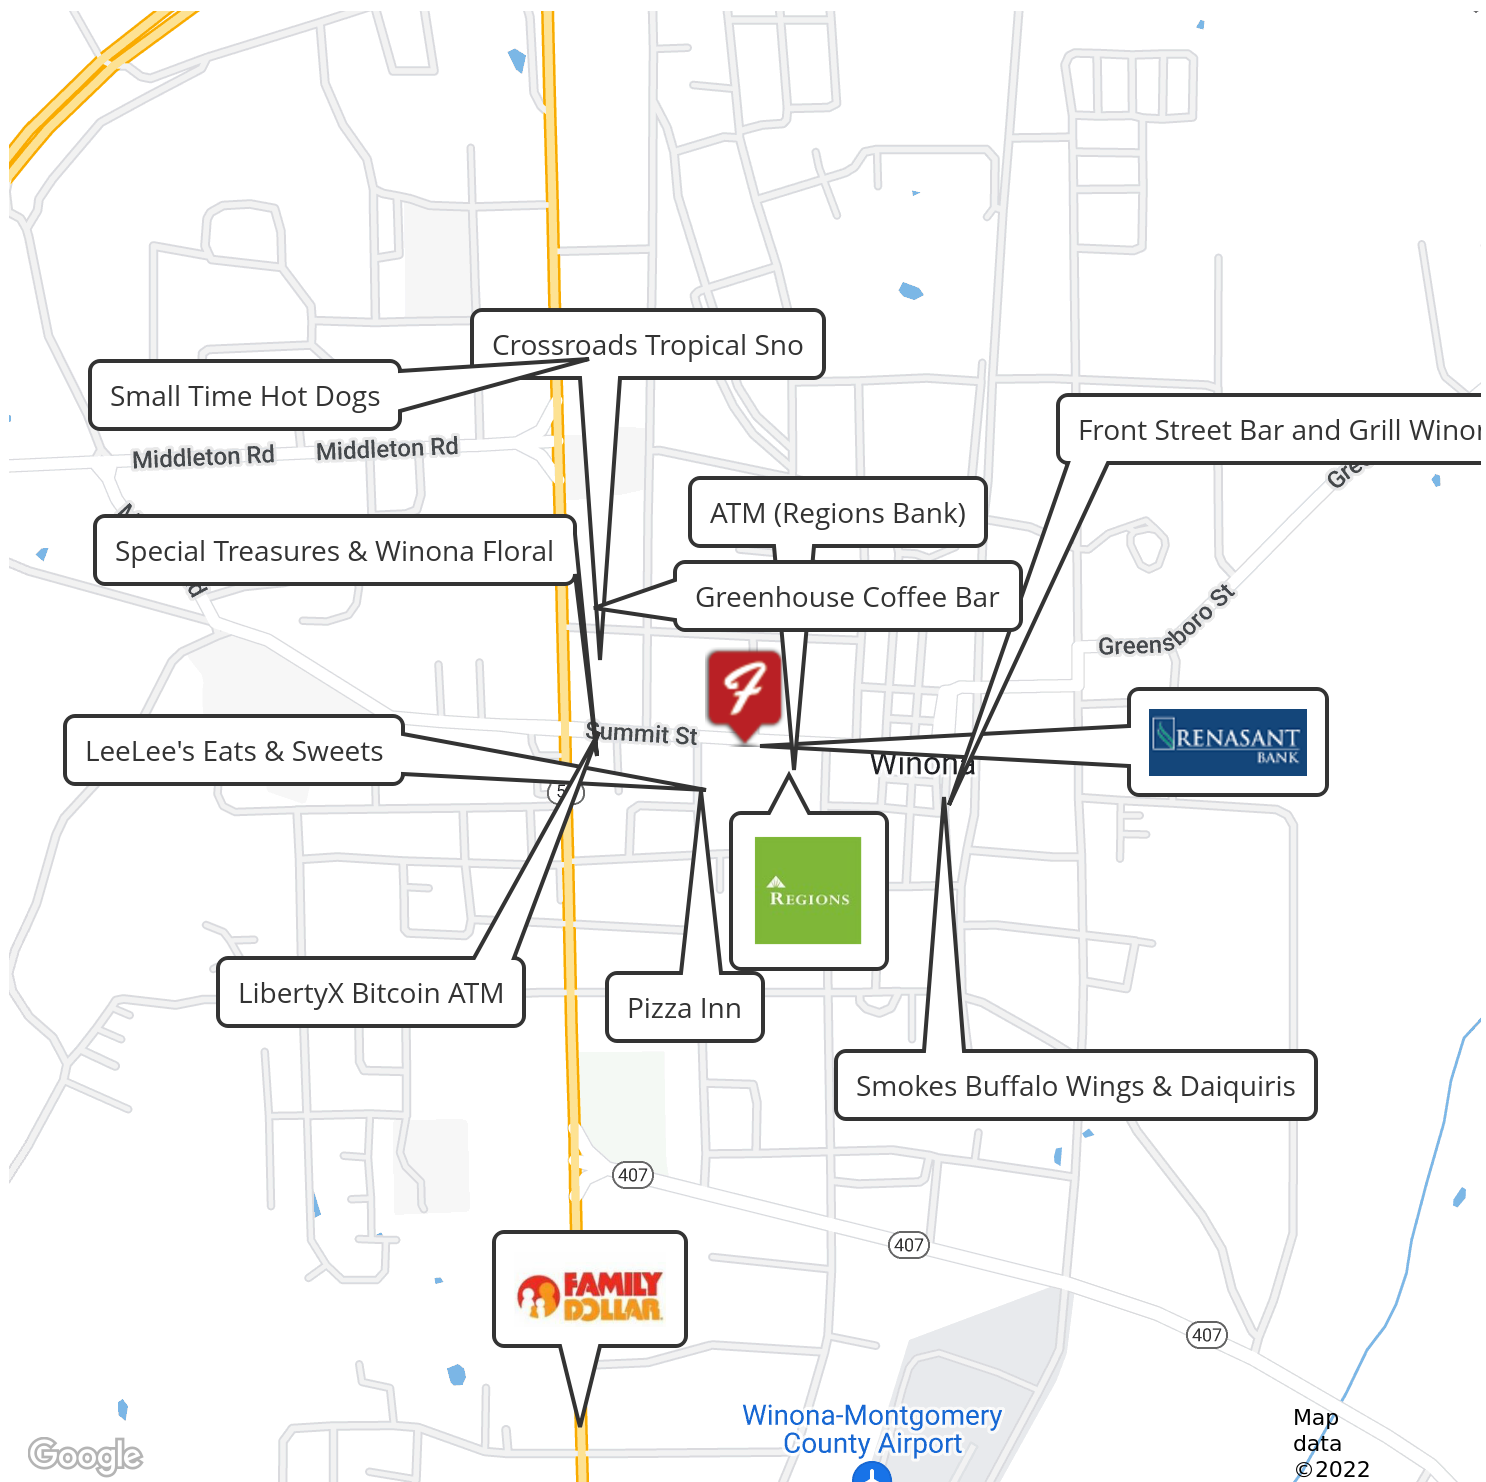 Crossroads Tropical Sno
Small Time Hot Dogs
Front Street Bar and Grill Winon
Middleton Rd
Middleton Rd
ATM (Regions Bank)
Special Treasures & Winona Floral
Greenhouse Coffee Bar
Greensboro St
F
Summit St
LeeLee's Eats & Sweets
RENASANT
BANK
Winona
REGIONS
LibertyX Bitcoin ATM
Pizza Inn
Smokes Buffalo Wings & Daiquiris
407
407
FAMILY
DOLLAR
407
Winona-Montgomery
County Airport
Map
data
©2022
Google